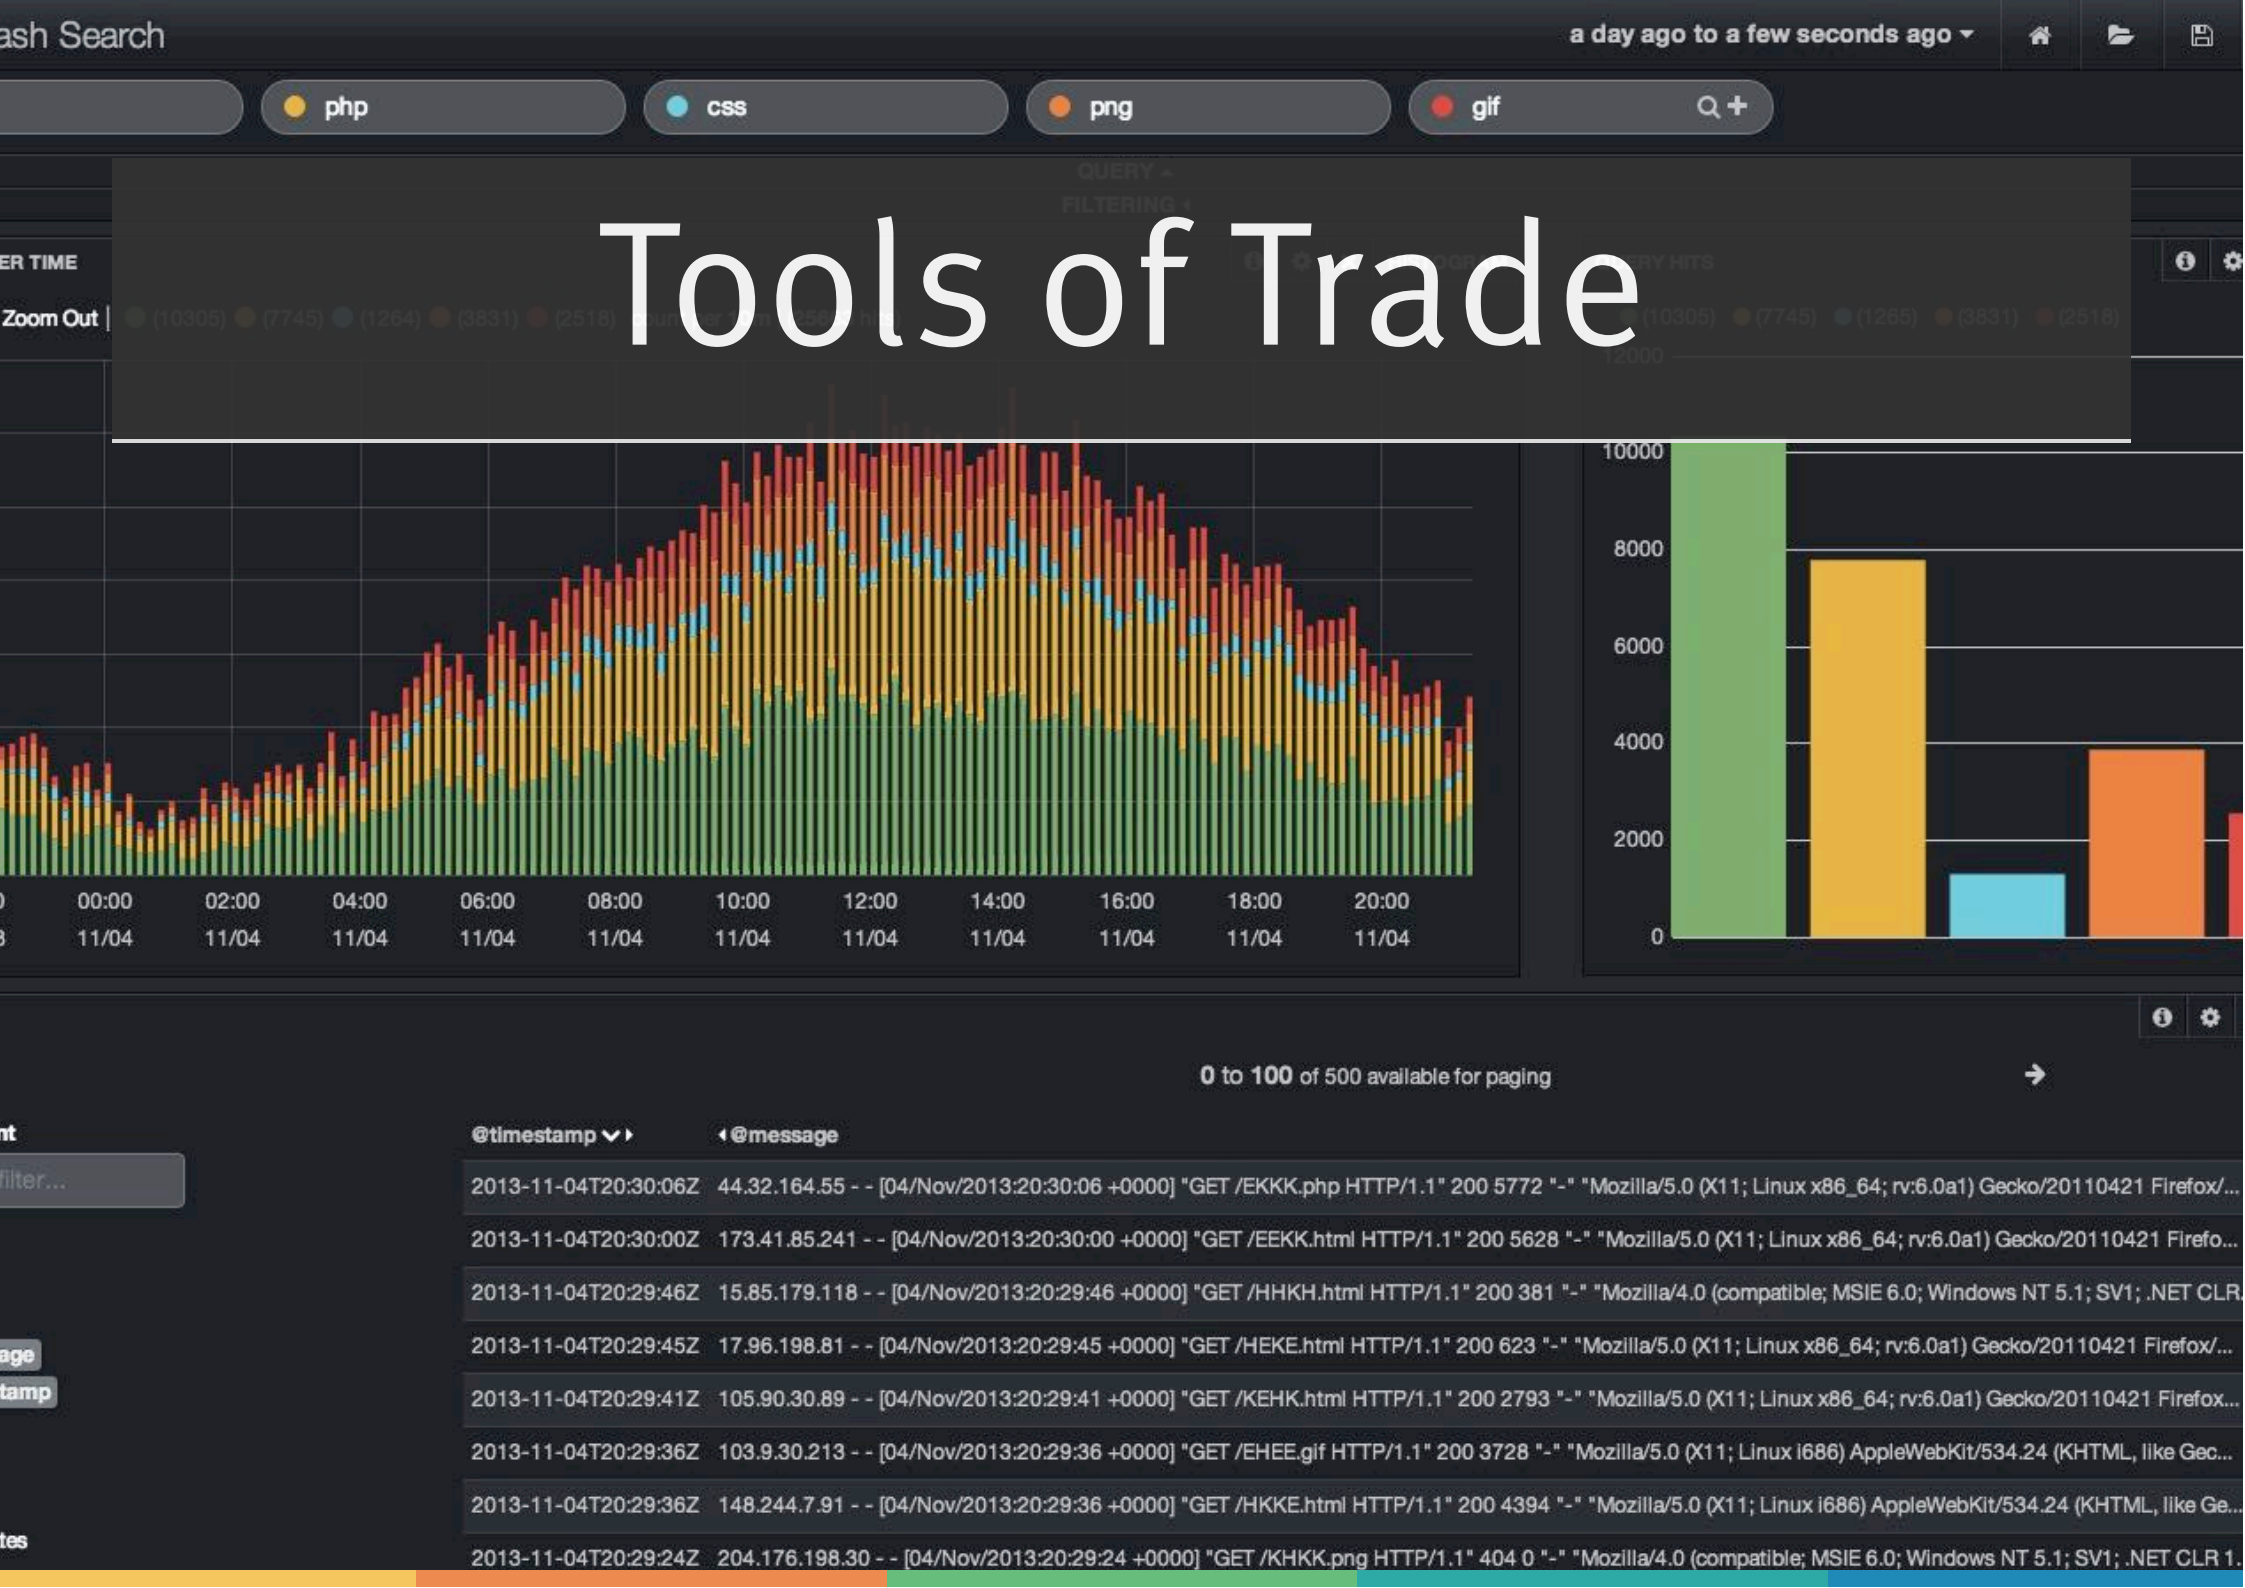 ash Search
a day ago to a few seconds ago
php
css
png
gif
QUERY
FILTERING
Tools of Trade
ER TIME
Zoom Out |
(10305) (7745) (1264) (3831) (2518)
(10305) (7745) (1265) (3831) (2518)
12000
10000
8000
6000
4000
2000
0
00:00 02:00 04:00 06:00 08:00 10:00 12:00 14:00 16:00 18:00 20:00
11/04 11/04 11/04 11/04 11/04 11/04 11/04 11/04 11/04 11/04 11/04
0 to 100 of 500 available for paging
nt
filter...
age
tamp
tes
@timestamp @message
2013-11-04T20:30:06Z 44.32.164.55 - - [04/Nov/2013:20:30:06 +0000] "GET /EKKK.php HTTP/1.1" 200 5772 "-" "Mozilla/5.0 (X11; Linux x86_64; rv:6.0a1) Gecko/20110421 Firefox/...
2013-11-04T20:30:00Z 173.41.85.241 - - [04/Nov/2013:20:30:00 +0000] "GET /EEKK.html HTTP/1.1" 200 5628 "-" "Mozilla/5.0 (X11; Linux x86_64; rv:6.0a1) Gecko/20110421 Firefo...
2013-11-04T20:29:46Z 15.85.179.118 - - [04/Nov/2013:20:29:46 +0000] "GET /HHKH.html HTTP/1.1" 200 381 "-" "Mozilla/4.0 (compatible; MSIE 6.0; Windows NT 5.1; SV1; .NET CLR.
2013-11-04T20:29:45Z 17.96.198.81 - - [04/Nov/2013:20:29:45 +0000] "GET /HEKE.html HTTP/1.1" 200 623 "-" "Mozilla/5.0 (X11; Linux x86_64; rv:6.0a1) Gecko/20110421 Firefox/...
2013-11-04T20:29:41Z 105.90.30.89 - - [04/Nov/2013:20:29:41 +0000] "GET /KEHK.html HTTP/1.1" 200 2793 "-" "Mozilla/5.0 (X11; Linux x86_64; rv:6.0a1) Gecko/20110421 Firefox...
2013-11-04T20:29:36Z 103.9.30.213 - - [04/Nov/2013:20:29:36 +0000] "GET /EHEE.gif HTTP/1.1" 200 3728 "-" "Mozilla/5.0 (X11; Linux i686) AppleWebKit/534.24 (KHTML, like Gec...
2013-11-04T20:29:36Z 148.244.7.91 - - [04/Nov/2013:20:29:36 +0000] "GET /HKKE.html HTTP/1.1" 200 4394 "-" "Mozilla/5.0 (X11; Linux i686) AppleWebKit/534.24 (KHTML, like Ge...
2013-11-04T20:29:24Z 204.176.198.30 - - [04/Nov/2013:20:29:24 +0000] "GET /KHKK.png HTTP/1.1" 404 0 "-" "Mozilla/4.0 (compatible; MSIE 6.0; Windows NT 5.1; SV1; .NET CLR 1.